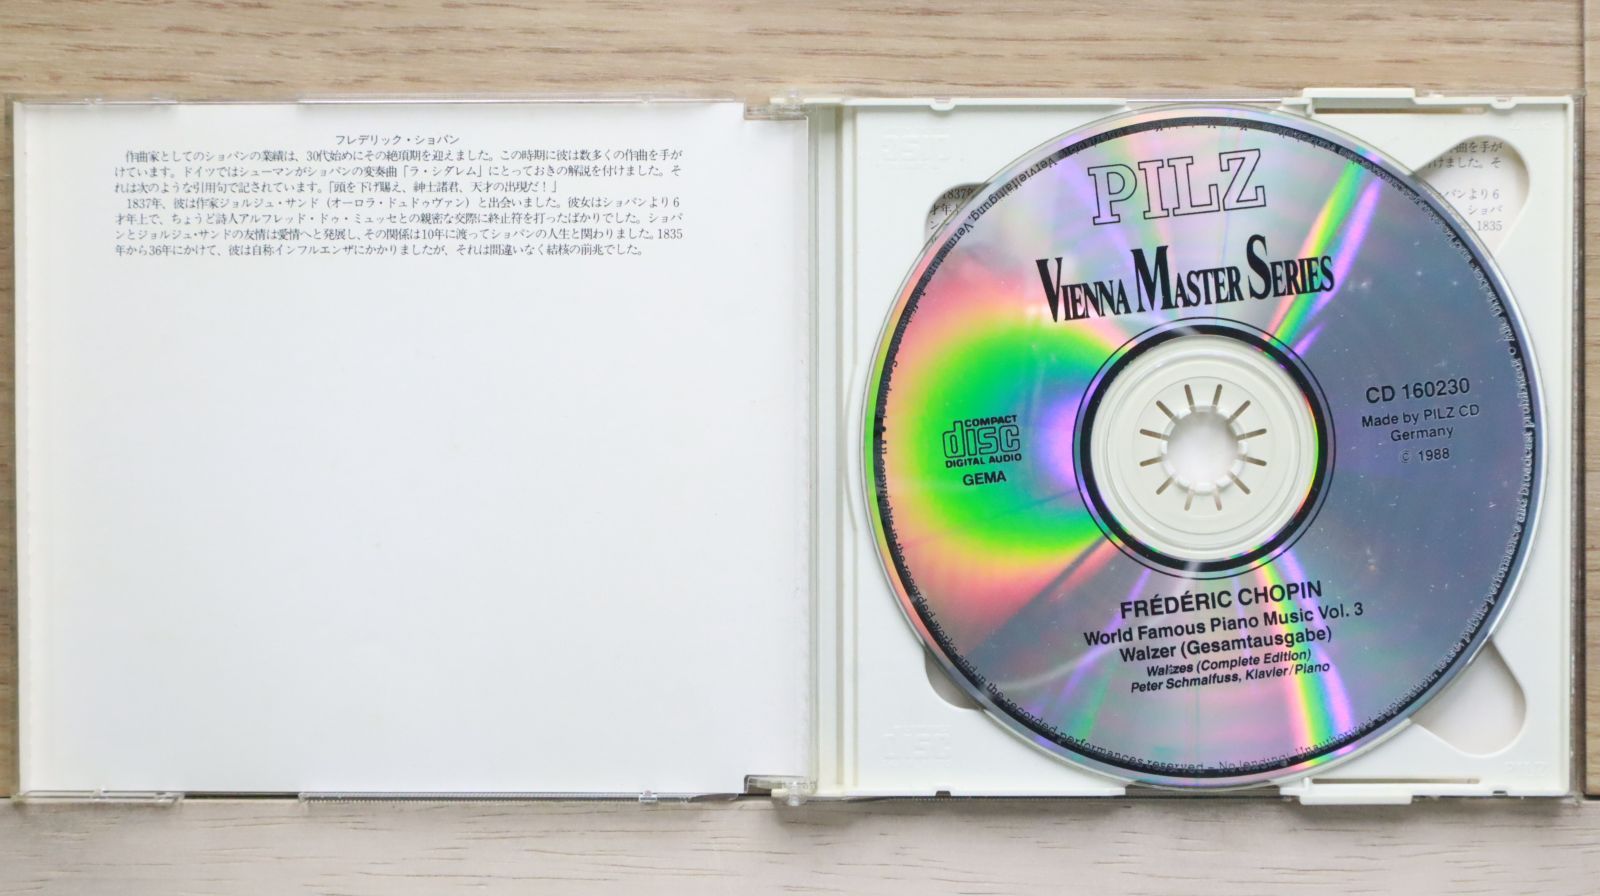 フレデリック・ショパン
作曲家としてのショパンの業績は、30代始めにその絶頂期を迎えました。この時期に彼は数多くの作曲を手が
けています。ドイツではシューマンがショパンの変奏曲「ラ・シダレム」にとっておきの解説を付けました。そ
れは次のような引用句で記されています。「頭を下げ賜え、紳士諸君、天才の出現だ!」
1837年、彼は作家ジョルジュ・サンド（オーロラ・ドュドゥヴァン）と出会いました。彼女はショパンより6
才年上で、ちょうど詩人アルフレッド・ドゥ・ミュッセとの親密な交際に終止符を打ったばかりでした。ショパ
ンとジョルジュ・サンドの友情は愛情へと発展し、その関係は10年に渡ってショパンの人生と関わりました。1835
年から36年にかけて、彼は自称インフルエンザにかかりましたが、それは間違いなく結核の前兆でした。
PILZ
VIENNA MASTER SERIES
COMPACT
disc
DIGITAL AUDIO
GEMA
CD 160230
Made by PILZ CD
Germany
© 1988
FRÉDÉRIC CHOPIN
World Famous Piano Music Vol. 3
Walzer (Gesamtausgabe)
Waltzes (Complete Edition)
Peter Schmalfuss, Klavier/Piano
in the recorded performances reserved – No lending! Unauthorized
public performance and broadcast prohibited